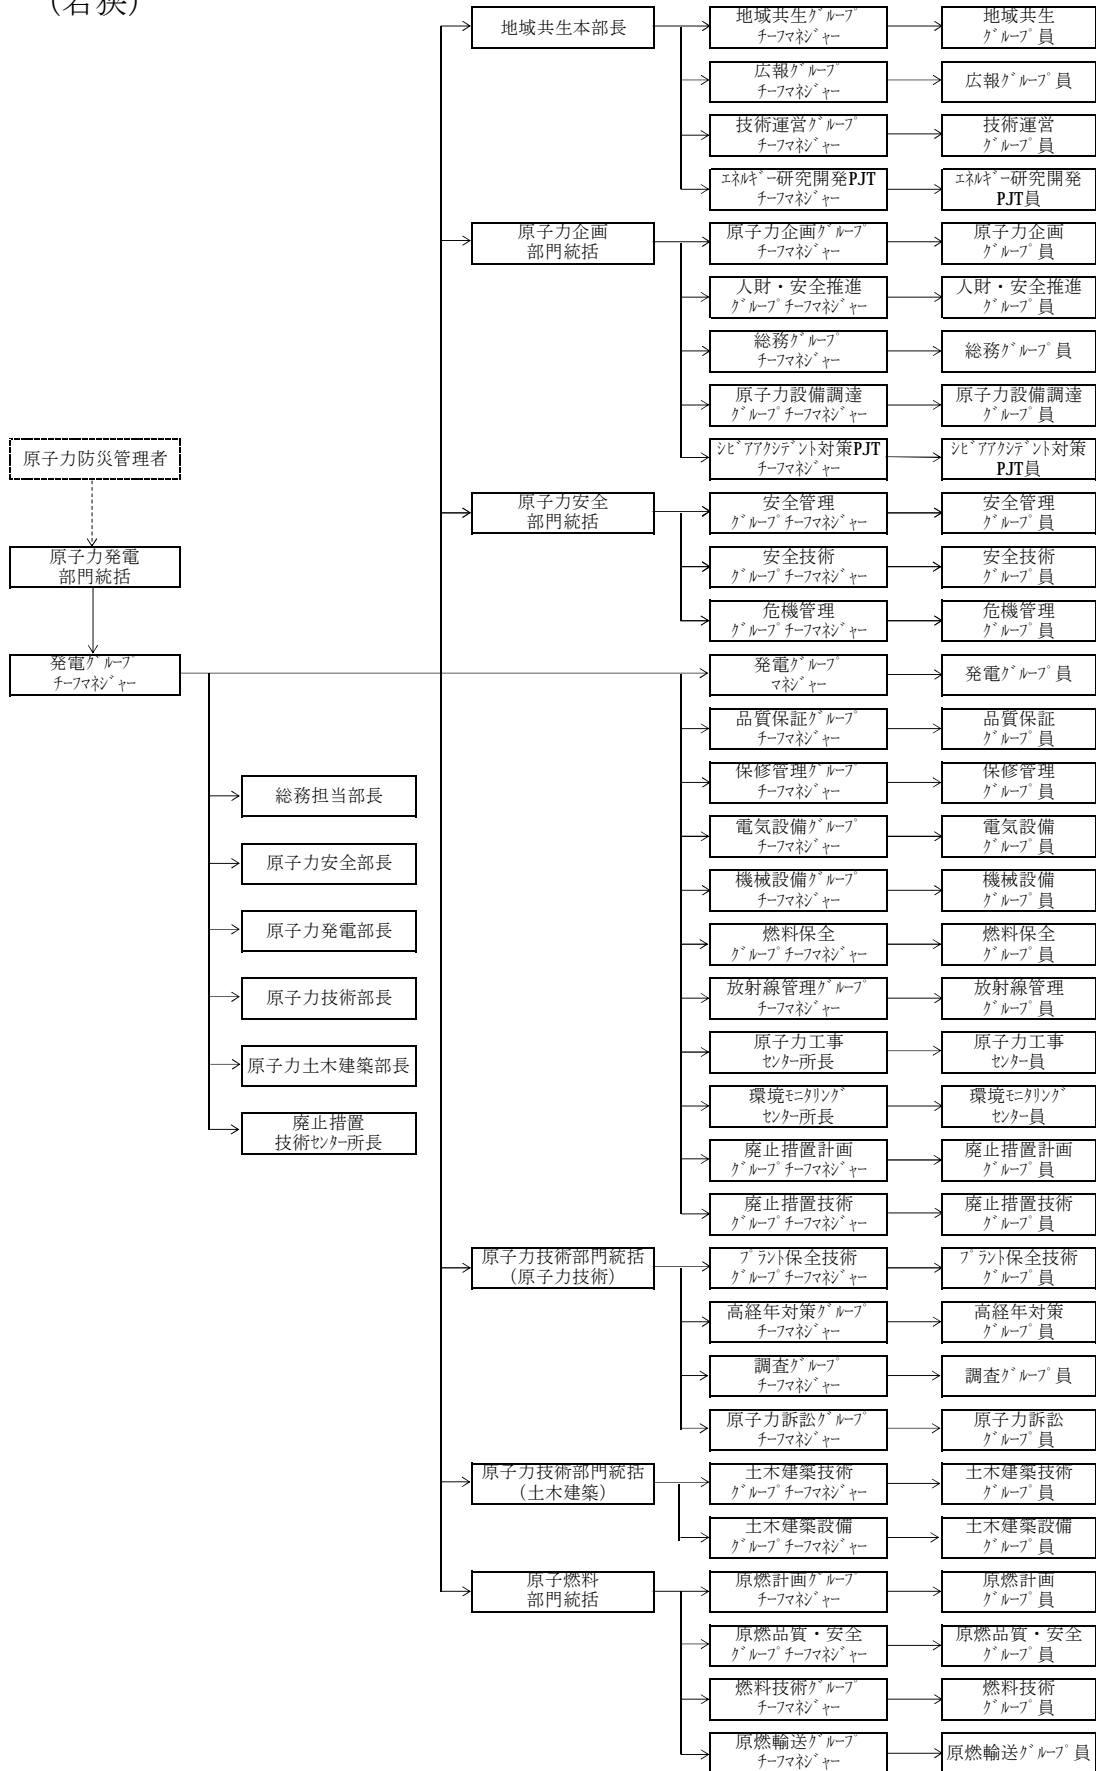 (若狭)
地域共生本部長
地域共生ｸﾞﾙｰﾌﾟ
ﾁｰﾌﾏﾈｼﾞｬｰ
地域共生
ｸﾞﾙｰﾌﾟ員
広報ｸﾞﾙｰﾌﾟ
ﾁｰﾌﾏﾈｼﾞｬｰ
広報ｸﾞﾙｰﾌﾟ員
技術運営ｸﾞﾙｰﾌﾟ
ﾁｰﾌﾏﾈｼﾞｬｰ
技術運営
ｸﾞﾙｰﾌﾟ員
ｴﾈﾙｷﾞｰ研究開発PJT
ﾁｰﾌﾏﾈｼﾞｬｰ
ｴﾈﾙｷﾞｰ研究開発
PJT員
原子力企画
部門統括
原子力企画ｸﾞﾙｰﾌﾟ
ﾁｰﾌﾏﾈｼﾞｬｰ
原子力企画
ｸﾞﾙｰﾌﾟ員
人財・安全推進
ｸﾞﾙｰﾌﾟﾁｰﾌﾏﾈｼﾞｬｰ
人財・安全推進
ｸﾞﾙｰﾌﾟ員
総務ｸﾞﾙｰﾌﾟ
ﾁｰﾌﾏﾈｼﾞｬｰ
総務ｸﾞﾙｰﾌﾟ員
原子力設備調達
ｸﾞﾙｰﾌﾟﾁｰﾌﾏﾈｼﾞｬｰ
原子力設備調達
ｸﾞﾙｰﾌﾟ員
ｼﾋﾞｱｱｸｼﾃﾞﾝﾄ対策PJT
ﾁｰﾌﾏﾈｼﾞｬｰ
ｼﾋﾞｱｱｸｼﾃﾞﾝﾄ対策
PJT員
原子力防災管理者
原子力発電
部門統括
発電ｸﾞﾙｰﾌﾟ
ﾁｰﾌﾏﾈｼﾞｬｰ
原子力安全
部門統括
安全管理
ｸﾞﾙｰﾌﾟﾁｰﾌﾏﾈｼﾞｬｰ
安全管理
ｸﾞﾙｰﾌﾟ員
安全技術
ｸﾞﾙｰﾌﾟﾁｰﾌﾏﾈｼﾞｬｰ
安全技術
ｸﾞﾙｰﾌﾟ員
危機管理
ｸﾞﾙｰﾌﾟﾁｰﾌﾏﾈｼﾞｬｰ
危機管理
ｸﾞﾙｰﾌﾟ員
発電ｸﾞﾙｰﾌﾟ
ﾏﾈｼﾞｬｰ
発電ｸﾞﾙｰﾌﾟ員
品質保証ｸﾞﾙｰﾌﾟ
ﾁｰﾌﾏﾈｼﾞｬｰ
品質保証
ｸﾞﾙｰﾌﾟ員
保修管理ｸﾞﾙｰﾌﾟ
ﾁｰﾌﾏﾈｼﾞｬｰ
保修管理
ｸﾞﾙｰﾌﾟ員
電気設備ｸﾞﾙｰﾌﾟ
ﾁｰﾌﾏﾈｼﾞｬｰ
電気設備
ｸﾞﾙｰﾌﾟ員
機械設備ｸﾞﾙｰﾌﾟ
ﾁｰﾌﾏﾈｼﾞｬｰ
機械設備
ｸﾞﾙｰﾌﾟ員
燃料保全
ｸﾞﾙｰﾌﾟﾁｰﾌﾏﾈｼﾞｬｰ
燃料保全
ｸﾞﾙｰﾌﾟ員
放射線管理ｸﾞﾙｰﾌﾟ
ﾁｰﾌﾏﾈｼﾞｬｰ
放射線管理
ｸﾞﾙｰﾌﾟ員
原子力工事
ｾﾝﾀｰ所長
原子力工事
ｾﾝﾀｰ員
環境ﾓﾆﾀﾘﾝｸﾞ
ｾﾝﾀｰ所長
環境ﾓﾆﾀﾘﾝｸﾞ
ｾﾝﾀｰ員
廃止措置計画
ｸﾞﾙｰﾌﾟﾁｰﾌﾏﾈｼﾞｬｰ
廃止措置計画
ｸﾞﾙｰﾌﾟ員
廃止措置技術
ｸﾞﾙｰﾌﾟﾁｰﾌﾏﾈｼﾞｬｰ
廃止措置技術
ｸﾞﾙｰﾌﾟ員
総務担当部長
原子力安全部長
原子力発電部長
原子力技術部長
原子力土木建築部長
廃止措置
技術ｾﾝﾀｰ所長
原子力技術部門統括
(原子力技術)
ﾌﾟﾗﾝﾄ保全技術
ｸﾞﾙｰﾌﾟﾁｰﾌﾏﾈｼﾞｬｰ
ﾌﾟﾗﾝﾄ保全技術
ｸﾞﾙｰﾌﾟ員
高経年対策ｸﾞﾙｰﾌﾟ
ﾁｰﾌﾏﾈｼﾞｬｰ
高経年対策
ｸﾞﾙｰﾌﾟ員
調査ｸﾞﾙｰﾌﾟ
ﾁｰﾌﾏﾈｼﾞｬｰ
調査ｸﾞﾙｰﾌﾟ員
原子力訴訟ｸﾞﾙｰﾌﾟ
ﾁｰﾌﾏﾈｼﾞｬｰ
原子力訴訟
ｸﾞﾙｰﾌﾟ員
原子力技術部門統括
(土木建築)
土木建築技術
ｸﾞﾙｰﾌﾟﾁｰﾌﾏﾈｼﾞｬｰ
土木建築技術
ｸﾞﾙｰﾌﾟ員
土木建築設備
ｸﾞﾙｰﾌﾟﾁｰﾌﾏﾈｼﾞｬｰ
土木建築設備
ｸﾞﾙｰﾌﾟ員
原子燃料
部門統括
原燃計画ｸﾞﾙｰﾌﾟ
ﾁｰﾌﾏﾈｼﾞｬｰ
原燃計画
ｸﾞﾙｰﾌﾟ員
原燃品質・安全
ｸﾞﾙｰﾌﾟﾁｰﾌﾏﾈｼﾞｬｰ
原燃品質・安全
ｸﾞﾙｰﾌﾟ員
燃料技術ｸﾞﾙｰﾌﾟ
ﾁｰﾌﾏﾈｼﾞｬｰ
燃料技術
ｸﾞﾙｰﾌﾟ員
原燃輸送ｸﾞﾙｰﾌﾟ
ﾁｰﾌﾏﾈｼﾞｬｰ
原燃輸送ｸﾞﾙｰﾌﾟ員